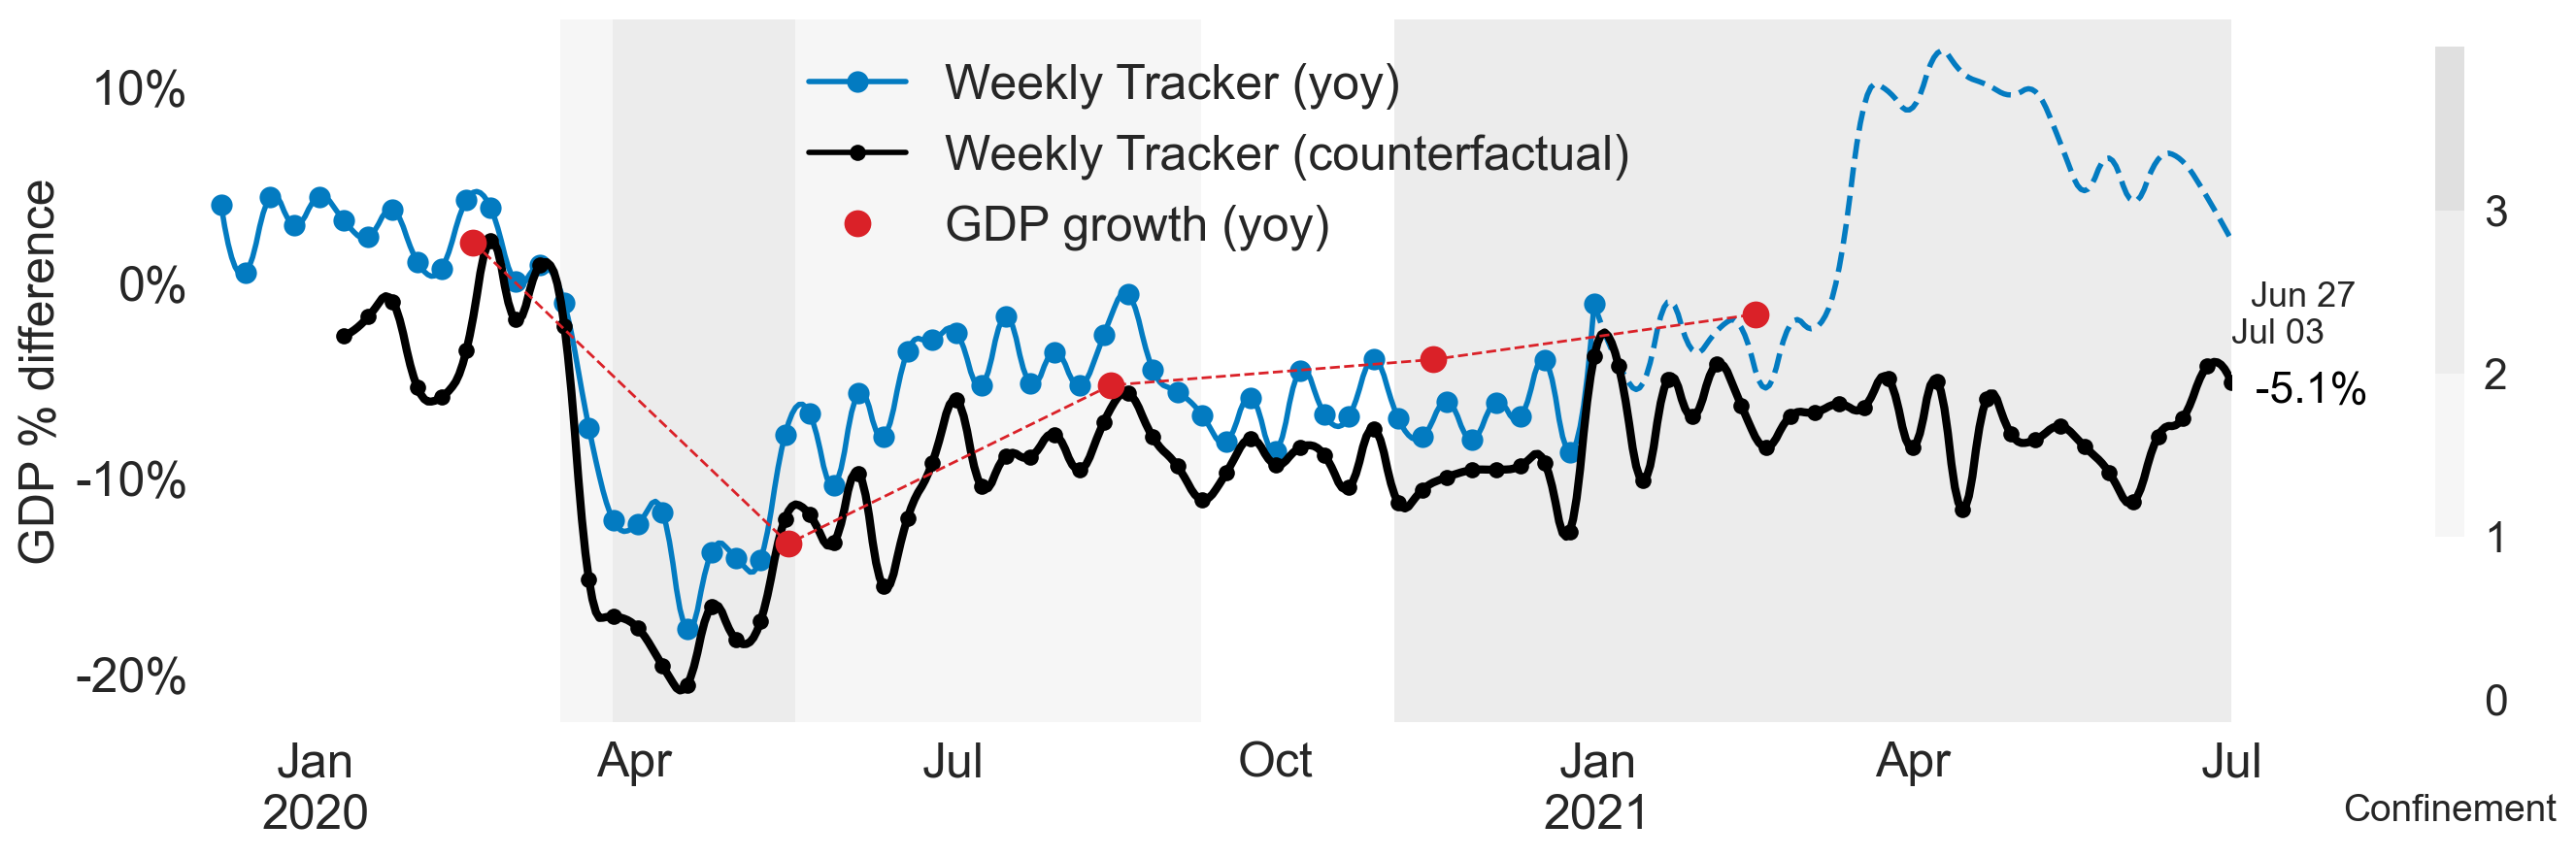 GDP % difference
10%
0%
-10%
-20%
Weekly Tracker (yoy)
Weekly Tracker (counterfactual)
GDP growth (yoy)
Jun 27
Jul 03
-5.1%
3
2
1
0
Jan
2020
Apr
Jul
Oct
Jan
2021
Apr
Jul
Confinement